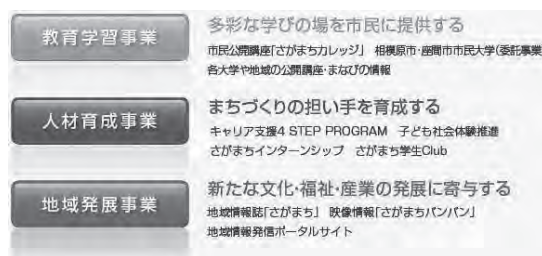 教育学習事業
多彩な学びの場を市民に提供する
市民公開講座｢さがまちカレッジ｣　相模原市･座間市市民大学(委託事業
各大学や地域の公開講座･まなびの情報
人材育成事業
まちづくりの担い手を育成する
キャリア支援4 STEP PROGRAM　子ども社会体験推進
さがまちインターンシップ　さがまち学生Club
地域発展事業
新たな文化･福祉･産業の発展に寄与する
地域情報誌｢さがまち｣　映像情報｢さがまちバンバン｣
地域情報発信ポータルサイト